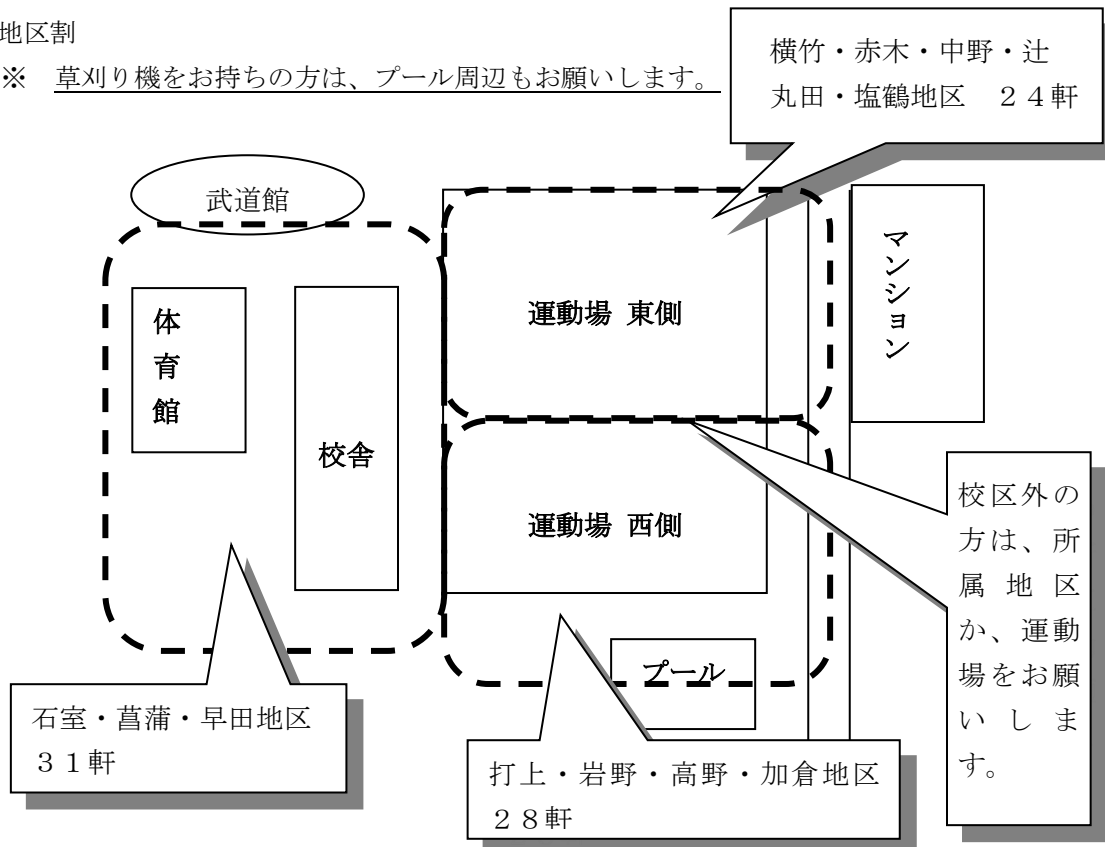 地区割
※　草刈り機をお持ちの方は、プール周辺もお願いします。
横竹・赤木・中野・辻
丸田・塩鶴地区　２４軒
武道館
マンション
体育館
校舎
運動場 東側
運動場 西側
校区外の
方は、所
属地区
か、運動
場をお願
いしま
す。
プール
石室・菖蒲・早田地区
３１軒
打上・岩野・高野・加倉地区
２８軒